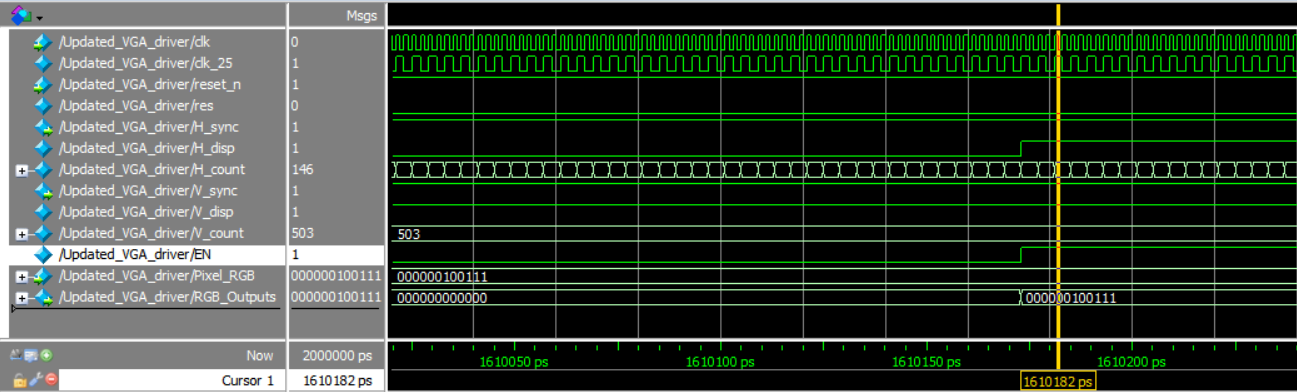 Msgs
/Updated_VGA_driver/clk 0
/Updated_VGA_driver/clk_25 1
/Updated_VGA_driver/reset_n 1
/Updated_VGA_driver/res 0
/Updated_VGA_driver/H_sync 1
/Updated_VGA_driver/H_disp 1
/Updated_VGA_driver/H_count 146
/Updated_VGA_driver/V_sync 1
/Updated_VGA_driver/V_disp 1
/Updated_VGA_driver/V_count 503 503
/Updated_VGA_driver/EN 1
/Updated_VGA_driver/Pixel_RGB 000000100111 000000100111
/Updated_VGA_driver/RGB_Outputs 000000100111 000000000000 000000100111
Now 2000000 ps 1610050 ps 1610100 ps 1610150 ps 1610200 ps
Cursor 1 1610182 ps 1610182 ps